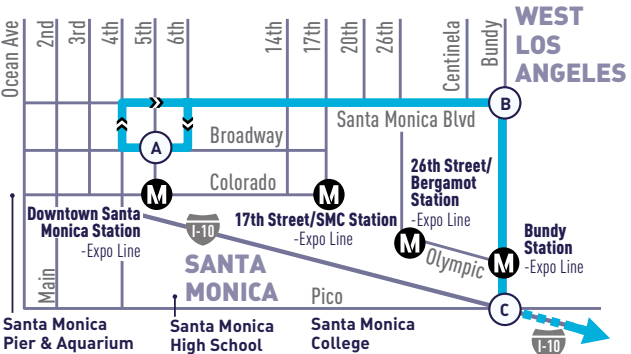 Ocean Ave
2nd
3rd
4th
5th
6th
14th
17th
20th
26th
Centinela
Bundy
WEST
LOS
ANGELES
B
Santa Monica Blvd
Broadway
A
Colorado
M
M
26th Street/
Bergamot
Station
-Expo Line
Downtown Santa
Monica Station
-Expo Line
17th Street/SMC Station
-Expo Line
I-10
M
Olympic
M
Bundy
Station
-Expo Line
SANTA
MONICA
Main
Pico
C
I-10
Santa Monica
Pier & Aquarium
Santa Monica
High School
Santa Monica
College